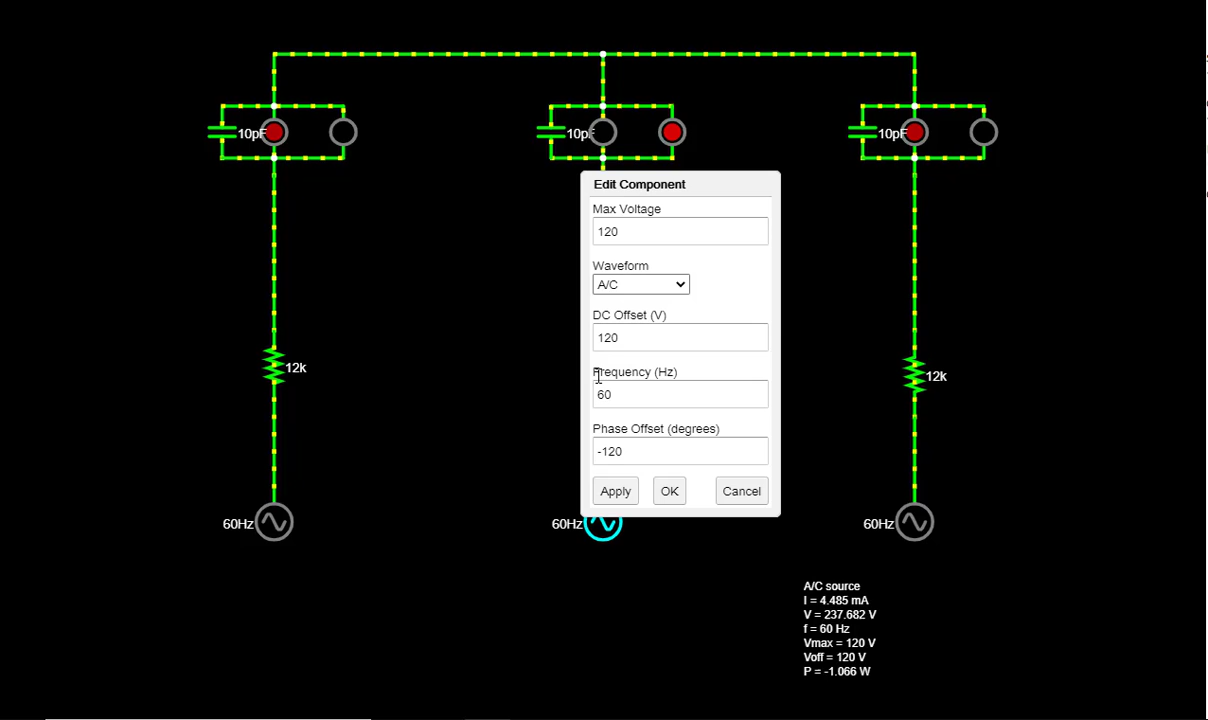 10pF
10pF
10pF
Edit Component
Max Voltage
120
Waveform
A/C
DC Offset (V)
120
Frequency (Hz)
60
Phase Offset (degrees)
-120
Apply OK Cancel
12k
12k
60Hz
60Hz
60Hz
A/C source
I = 4.485 mA
V = 237.682 V
f = 60 Hz
Vmax = 120 V
Voff = 120 V
P = -1.066 W